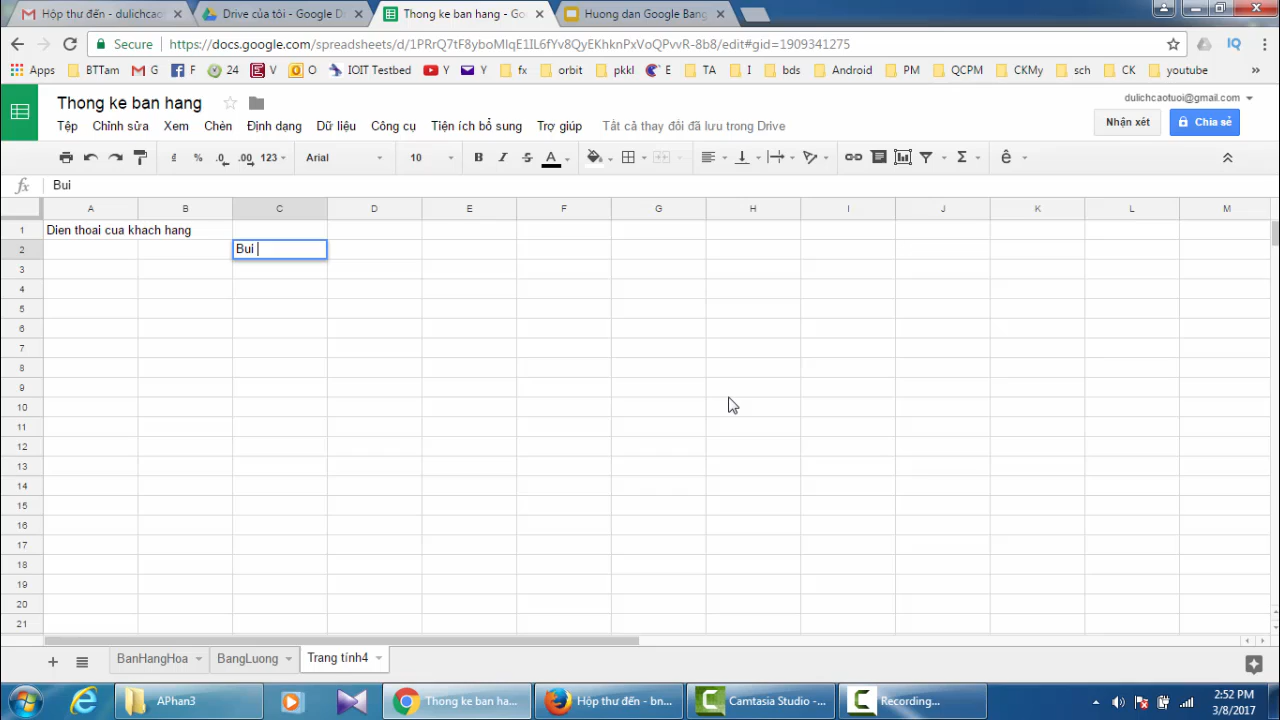 Hộp thư đến - dulichcao
Drive của tôi - Google D
Thong ke ban hang - Go
Huong dan Google Bang
Secure
https://docs.google.com/spreadsheets/d/1PRrQ7tF8yboMIqE1IL6fYv8QyEKhknPxVoQPvvR-8b8/edit#gid=1909341275
Apps BTTam G F 24 V O IOIT Testbed Y Y fx orbit pkkl E TA I bds Android PM QCPM CKMy sch CK youtube »
Thong ke ban hang
dulichcaotuoi@gmail.com
Tệp Chỉnh sửa Xem Chèn Định dạng Dữ liệu Công cụ Tiện ích bổ sung Trợ giúp Tất cả thay đổi đã lưu trong Drive
Nhận xét Chia sẻ
đ % .0 .00 123 Arial 10 B I S A Σ ê
fx Bui
A B C D E F G H I J K L M
1 Dien thoai cua khach hang
2 Bui
3
4
5
6
7
8
9
10
11
12
13
14
15
16
17
18
19
20
21
+ BanHangHoa BangLuong Trang tính4
APhan3 Thong ke ban ha... Hộp thư đến - bn... Camtasia Studio -... Recording...
2:52 PM
3/8/2017